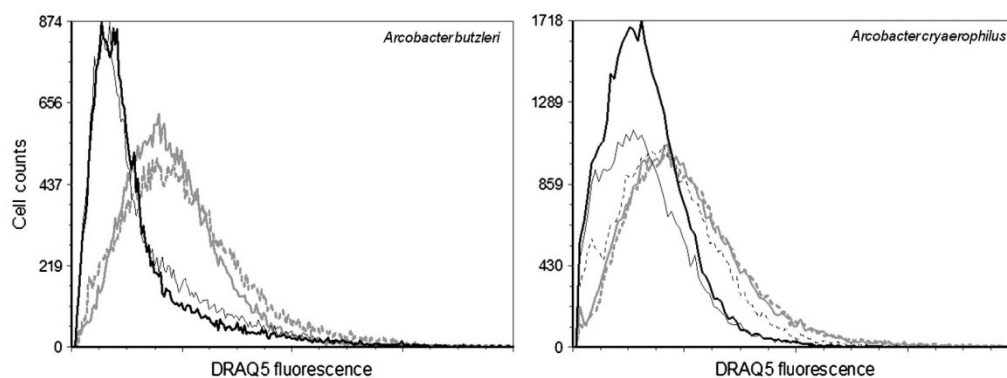 874
656
437
219
0
Cell counts
Arcobacter butzleri
DRAQ5 fluorescence
1718
1289
859
430
0
Arcobacter cryaerophilus
DRAQ5 fluorescence